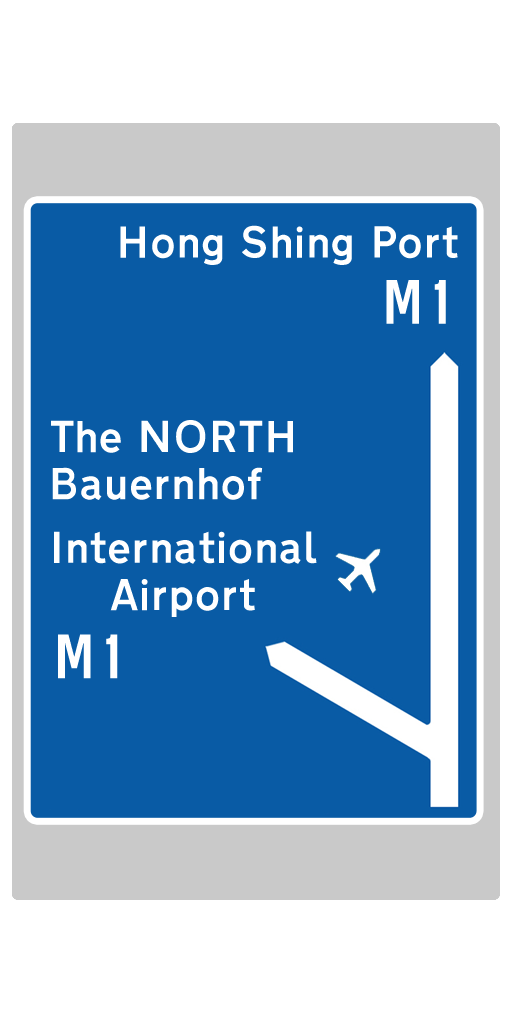 Hong Shing Port
M1
The NORTH
Bauernhof
International
Airport
M1